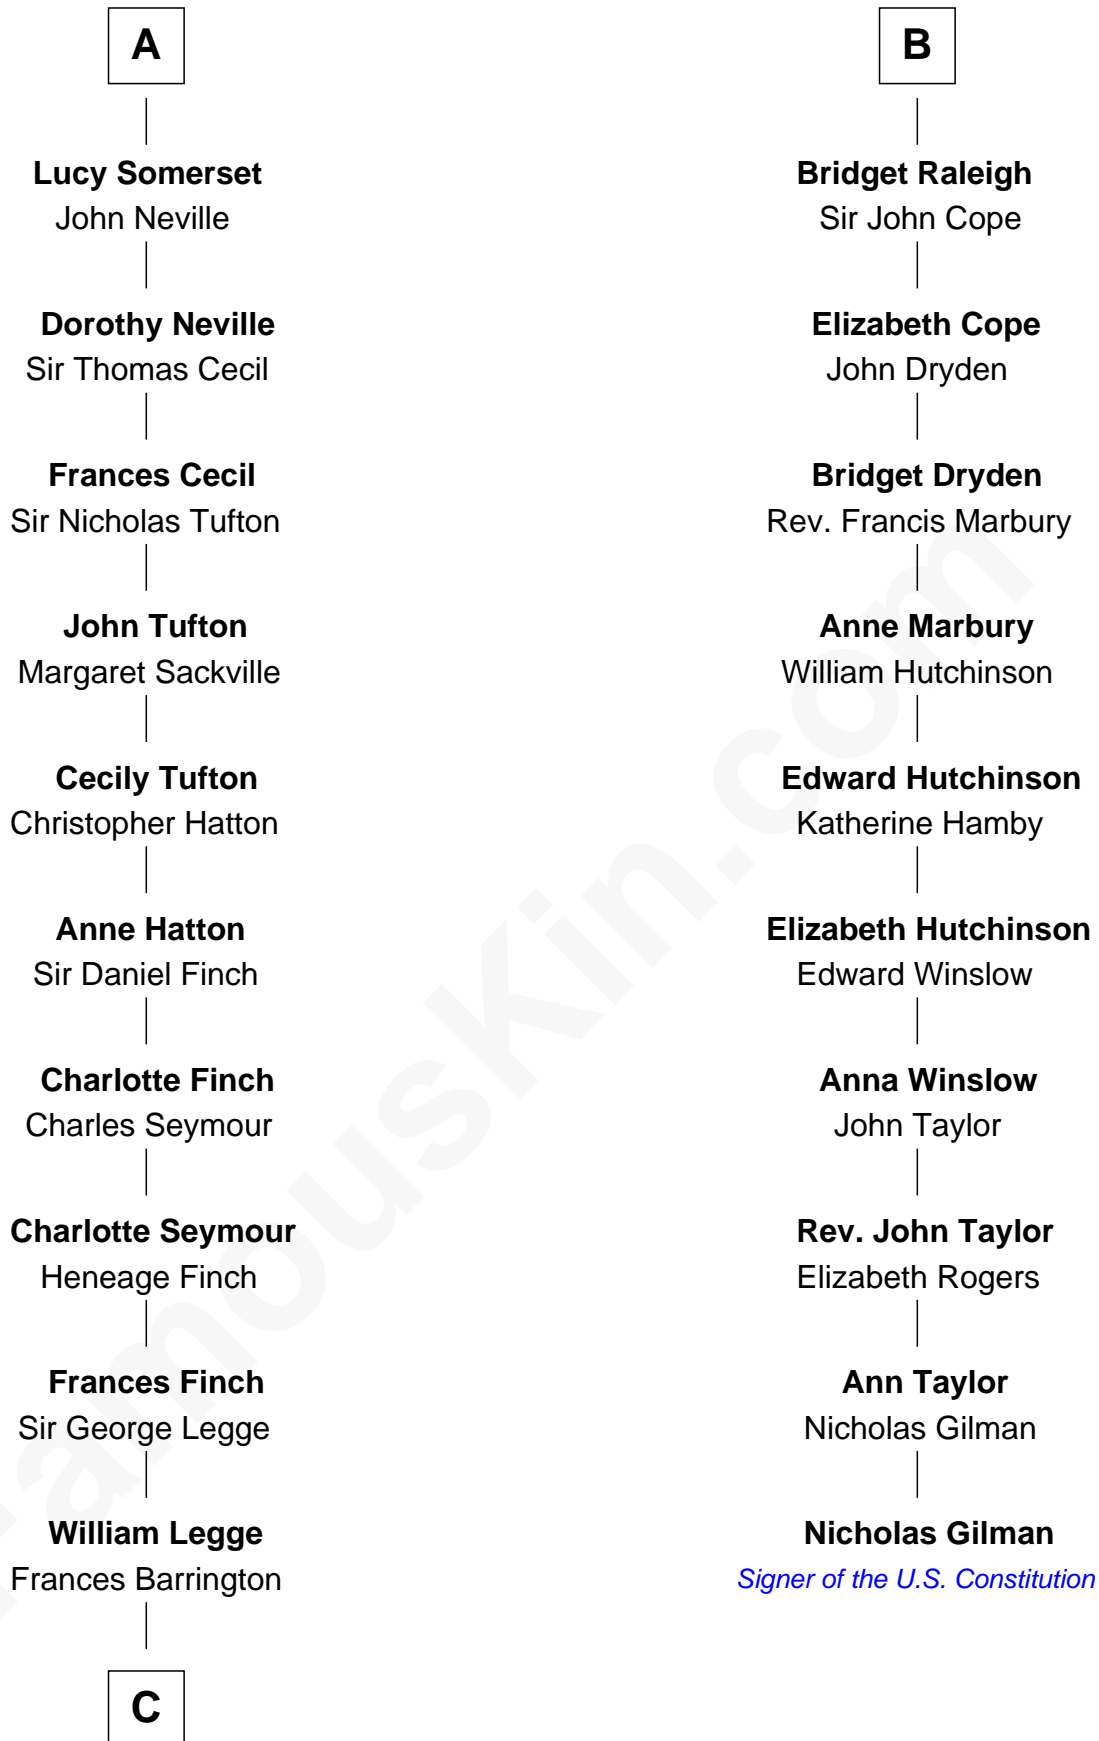 A
Lucy Somerset
John Neville
Dorothy Neville
Sir Thomas Cecil
Frances Cecil
Sir Nicholas Tufton
John Tufton
Margaret Sackville
Cecily Tufton
Christopher Hatton
Anne Hatton
Sir Daniel Finch
Charlotte Finch
Charles Seymour
Charlotte Seymour
Heneage Finch
Frances Finch
Sir George Legge
William Legge
Frances Barrington
C
B
Bridget Raleigh
Sir John Cope
Elizabeth Cope
John Dryden
Bridget Dryden
Rev. Francis Marbury
Anne Marbury
William Hutchinson
Edward Hutchinson
Katherine Hamby
Elizabeth Hutchinson
Edward Winslow
Anna Winslow
John Taylor
Rev. John Taylor
Elizabeth Rogers
Ann Taylor
Nicholas Gilman
Nicholas Gilman
Signer of the U.S. Constitution
FamousKin.com